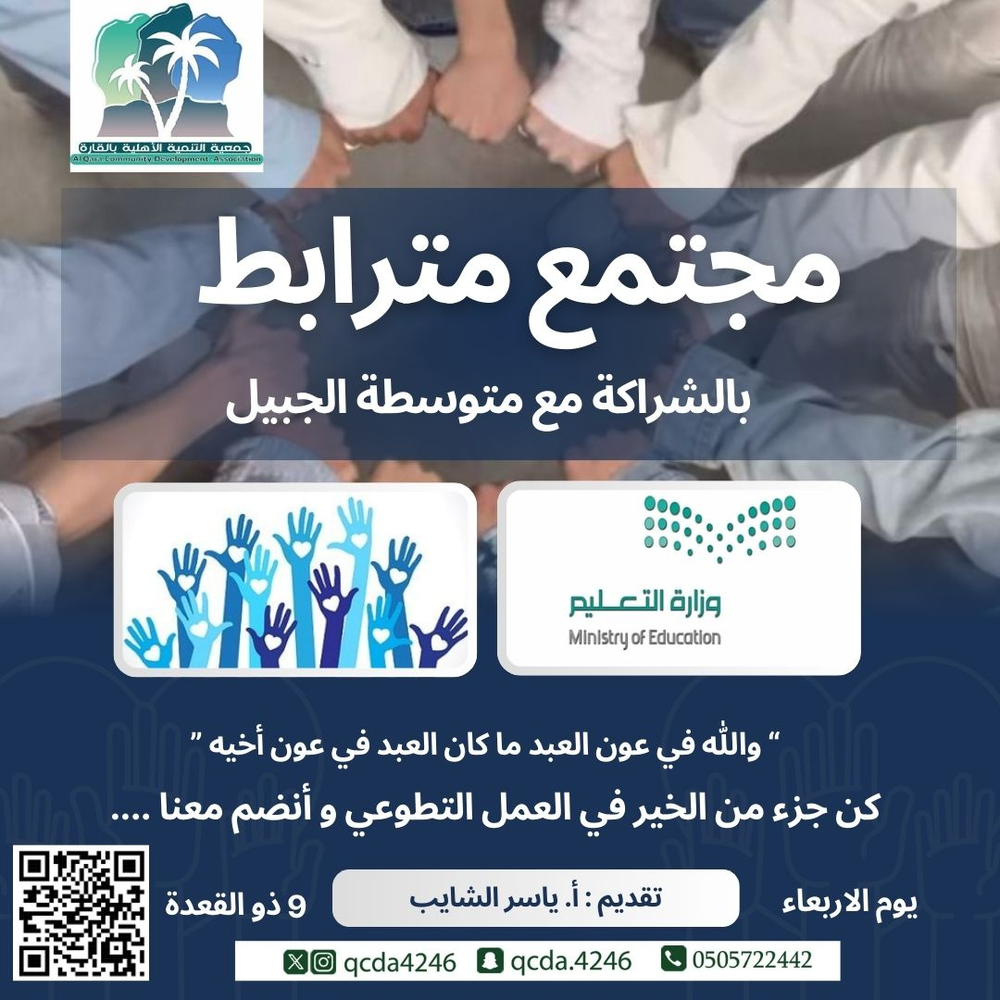 جمعية التنمية الأهلية بالقارة
Al Qara Community Development Association
مجتمع مترابط
بالشراكة مع متوسطة الجبيل
وزارة التعليم
Ministry of Education
“ والله في عون العبد ما كان العبد في عون أخيه ”
كن جزء من الخير في العمل التطوعي و أنضم معنا ....
يوم الاربعاء
تقديم : أ. ياسر الشايب
9 ذو القعدة
qcda4246
qcda.4246
0505722442